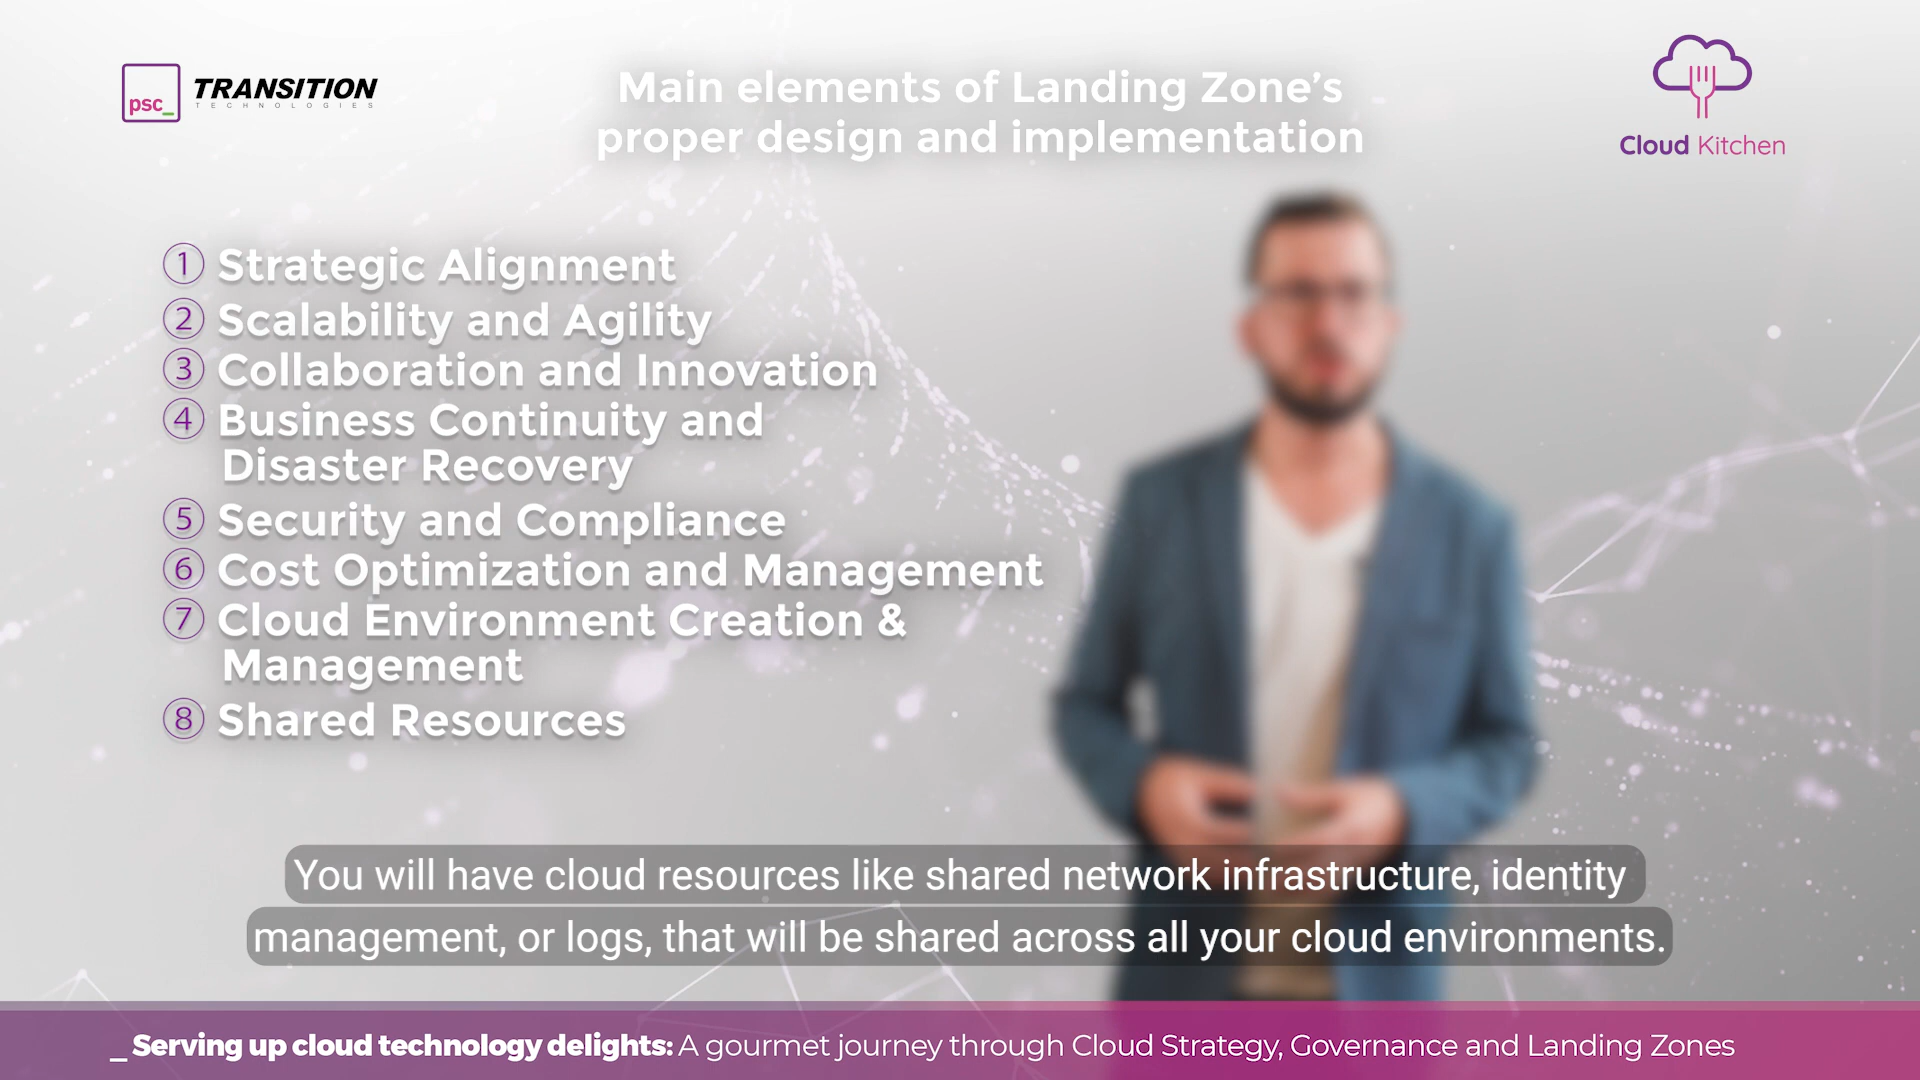 psc_ TRANSITION
TECHNOLOGIES
Main elements of Landing Zone’s
proper design and implementation
Cloud Kitchen
① Strategic Alignment
② Scalability and Agility
③ Collaboration and Innovation
④ Business Continuity and
Disaster Recovery
⑤ Security and Compliance
⑥ Cost Optimization and Management
⑦ Cloud Environment Creation &
Management
⑧ Shared Resources
You will have cloud resources like shared network infrastructure, identity
management, or logs, that will be shared across all your cloud environments.
_ Serving up cloud technology delights: A gourmet journey through Cloud Strategy, Governance and Landing Zones